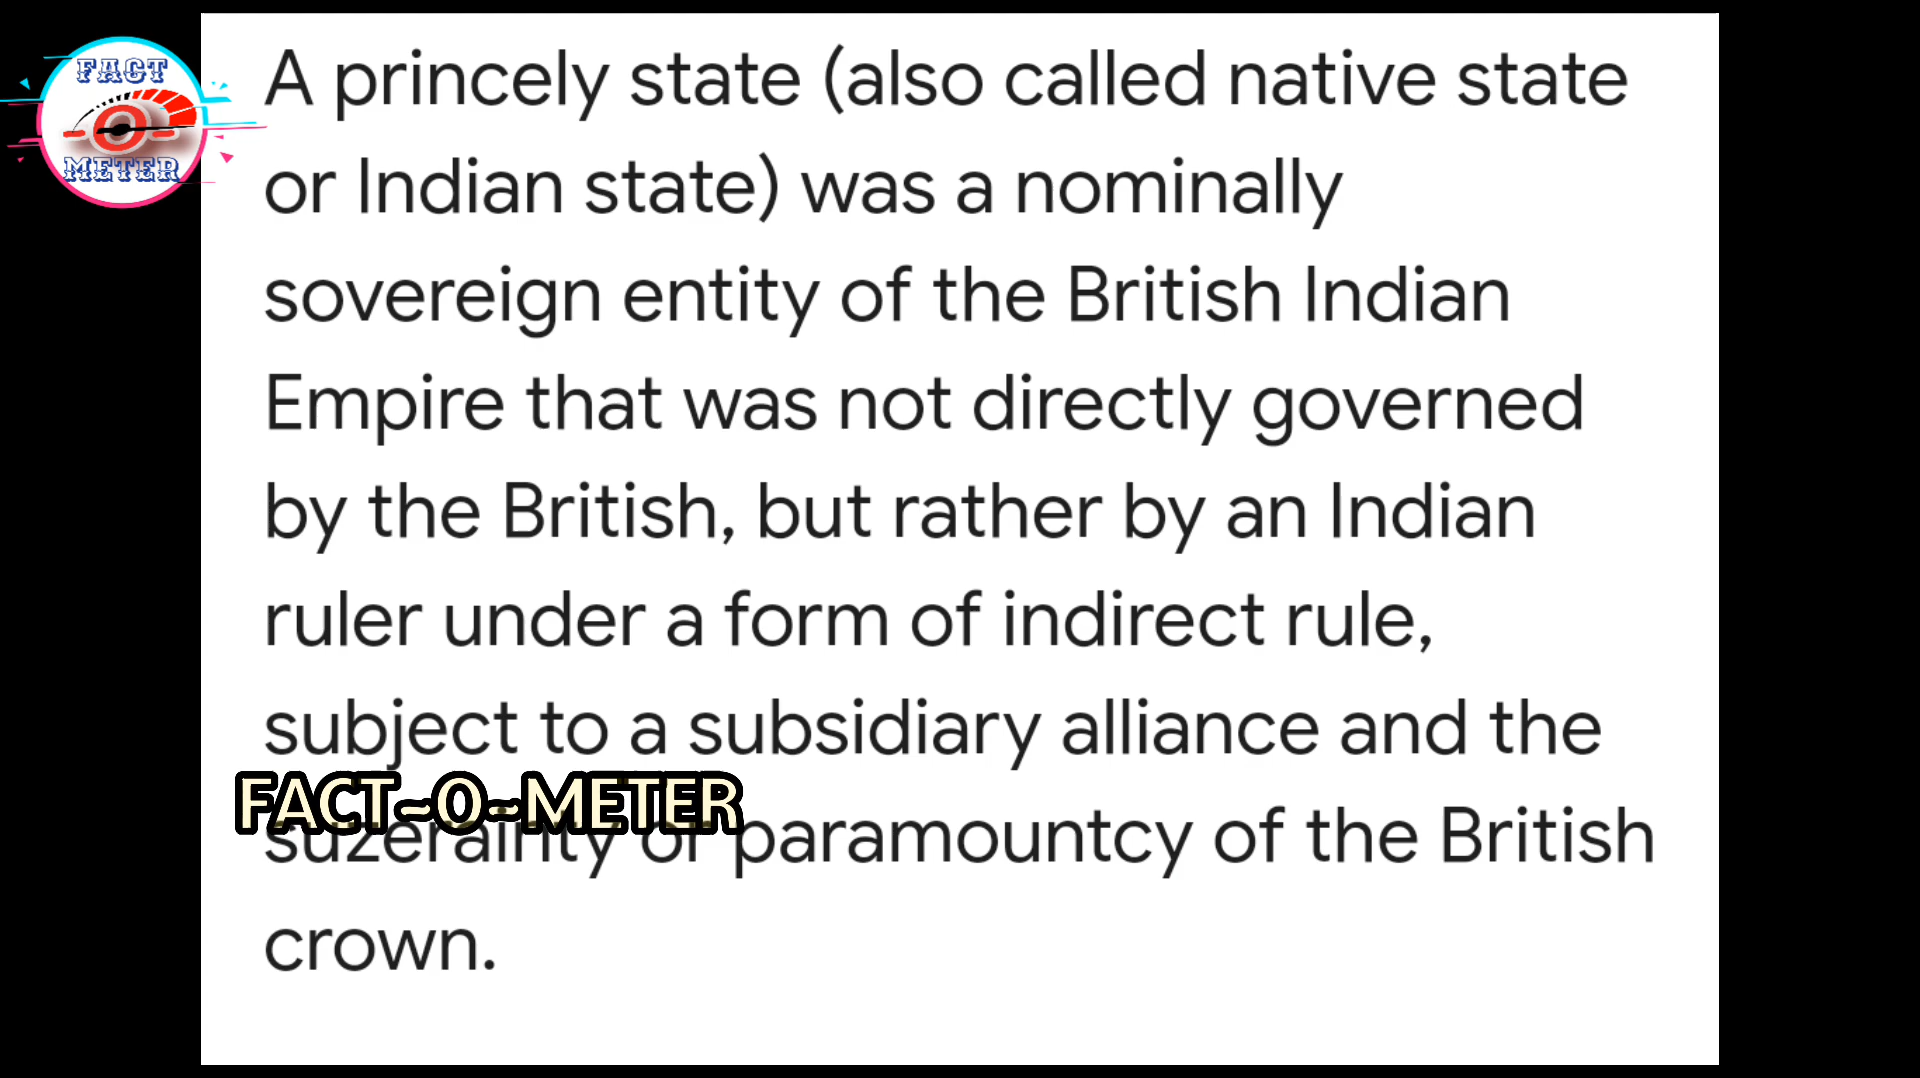 FACT
O
METER
A princely state (also called native state
or Indian state) was a nominally
sovereign entity of the British Indian
Empire that was not directly governed
by the British, but rather by an Indian
ruler under a form of indirect rule,
subject to a subsidiary alliance and the
FACT~O~METER
suzerainty or paramountcy of the British
crown.